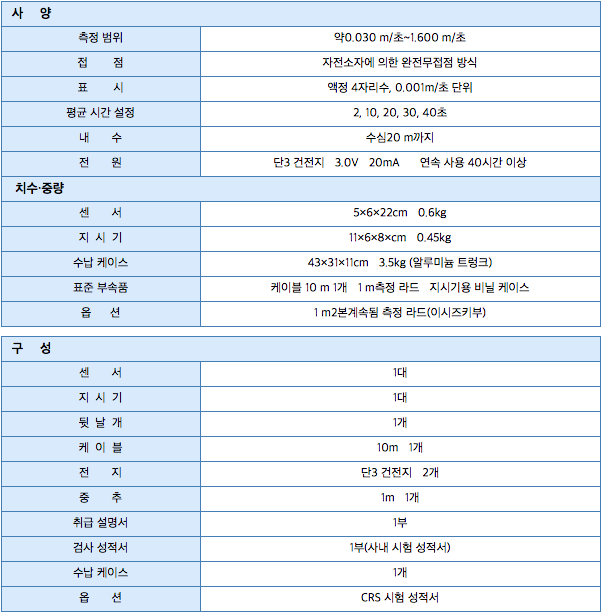 사 양
측정 범위 약0.030 m/초~1.600 m/초
접 점 자전소자에 의한 완전무접점 방식
표 시 액정 4자리수, 0.001m/초 단위
평균 시간 설정 2, 10, 20, 30, 40초
내 수 수심20 m까지
전 원 단3 건전지 3.0V 20mA 연속 사용 40시간 이상
치수·중량
센 서 5×6×22cm 0.6kg
지 시 기 11×6×8×cm 0.45kg
수납 케이스 43×31×11cm 3.5kg (알루미늄 트렁크)
표준 부속품 케이블 10 m 1개 1 m측정 라드 지시기용 비닐 케이스
옵 션 1 m2본계속됨 측정 라드(이시즈키부)
구 성
센 서 1대
지 시 기 1대
뒷 날 개 1개
케 이 블 10m 1개
전 지 단3 건전지 2개
중 추 1m 1개
취급 설명서 1부
검사 성적서 1부(사내 시험 성적서)
수납 케이스 1개
옵 션 CRS 시험 성적서